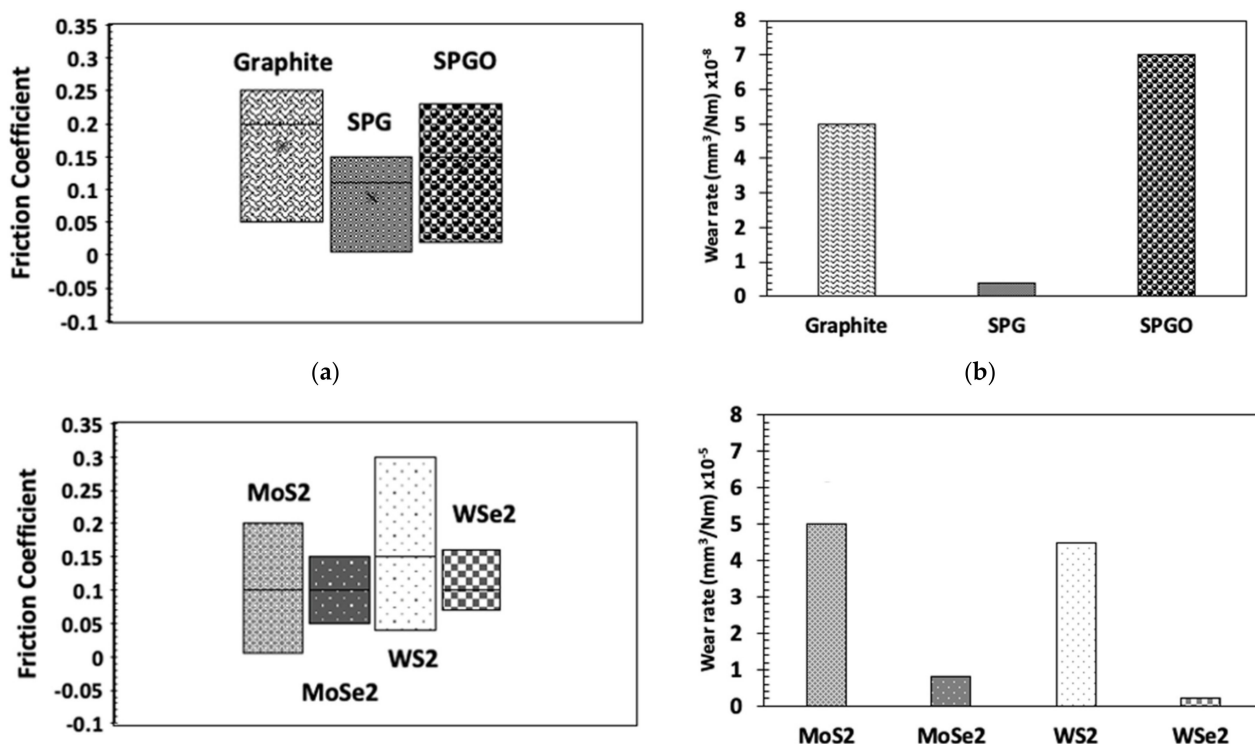 0.35
0.3
0.25
0.2
0.15
0.1
0.05
0
-0.05
-0.1
Friction Coefficient
Graphite
SPG
SPGO
(a)
8
7
6
5
4
3
2
1
0
Wear rate (mm³/Nm) x10⁻⁸
Graphite SPG SPGO
(b)
0.35
0.3
0.25
0.2
0.15
0.1
0.05
0
-0.05
-0.1
Friction Coefficient
MoS2
MoSe2
WS2
WSe2
8
7
6
5
4
3
2
1
0
Wear rate (mm³/Nm) x10⁻⁵
MoS2 MoSe2 WS2 WSe2